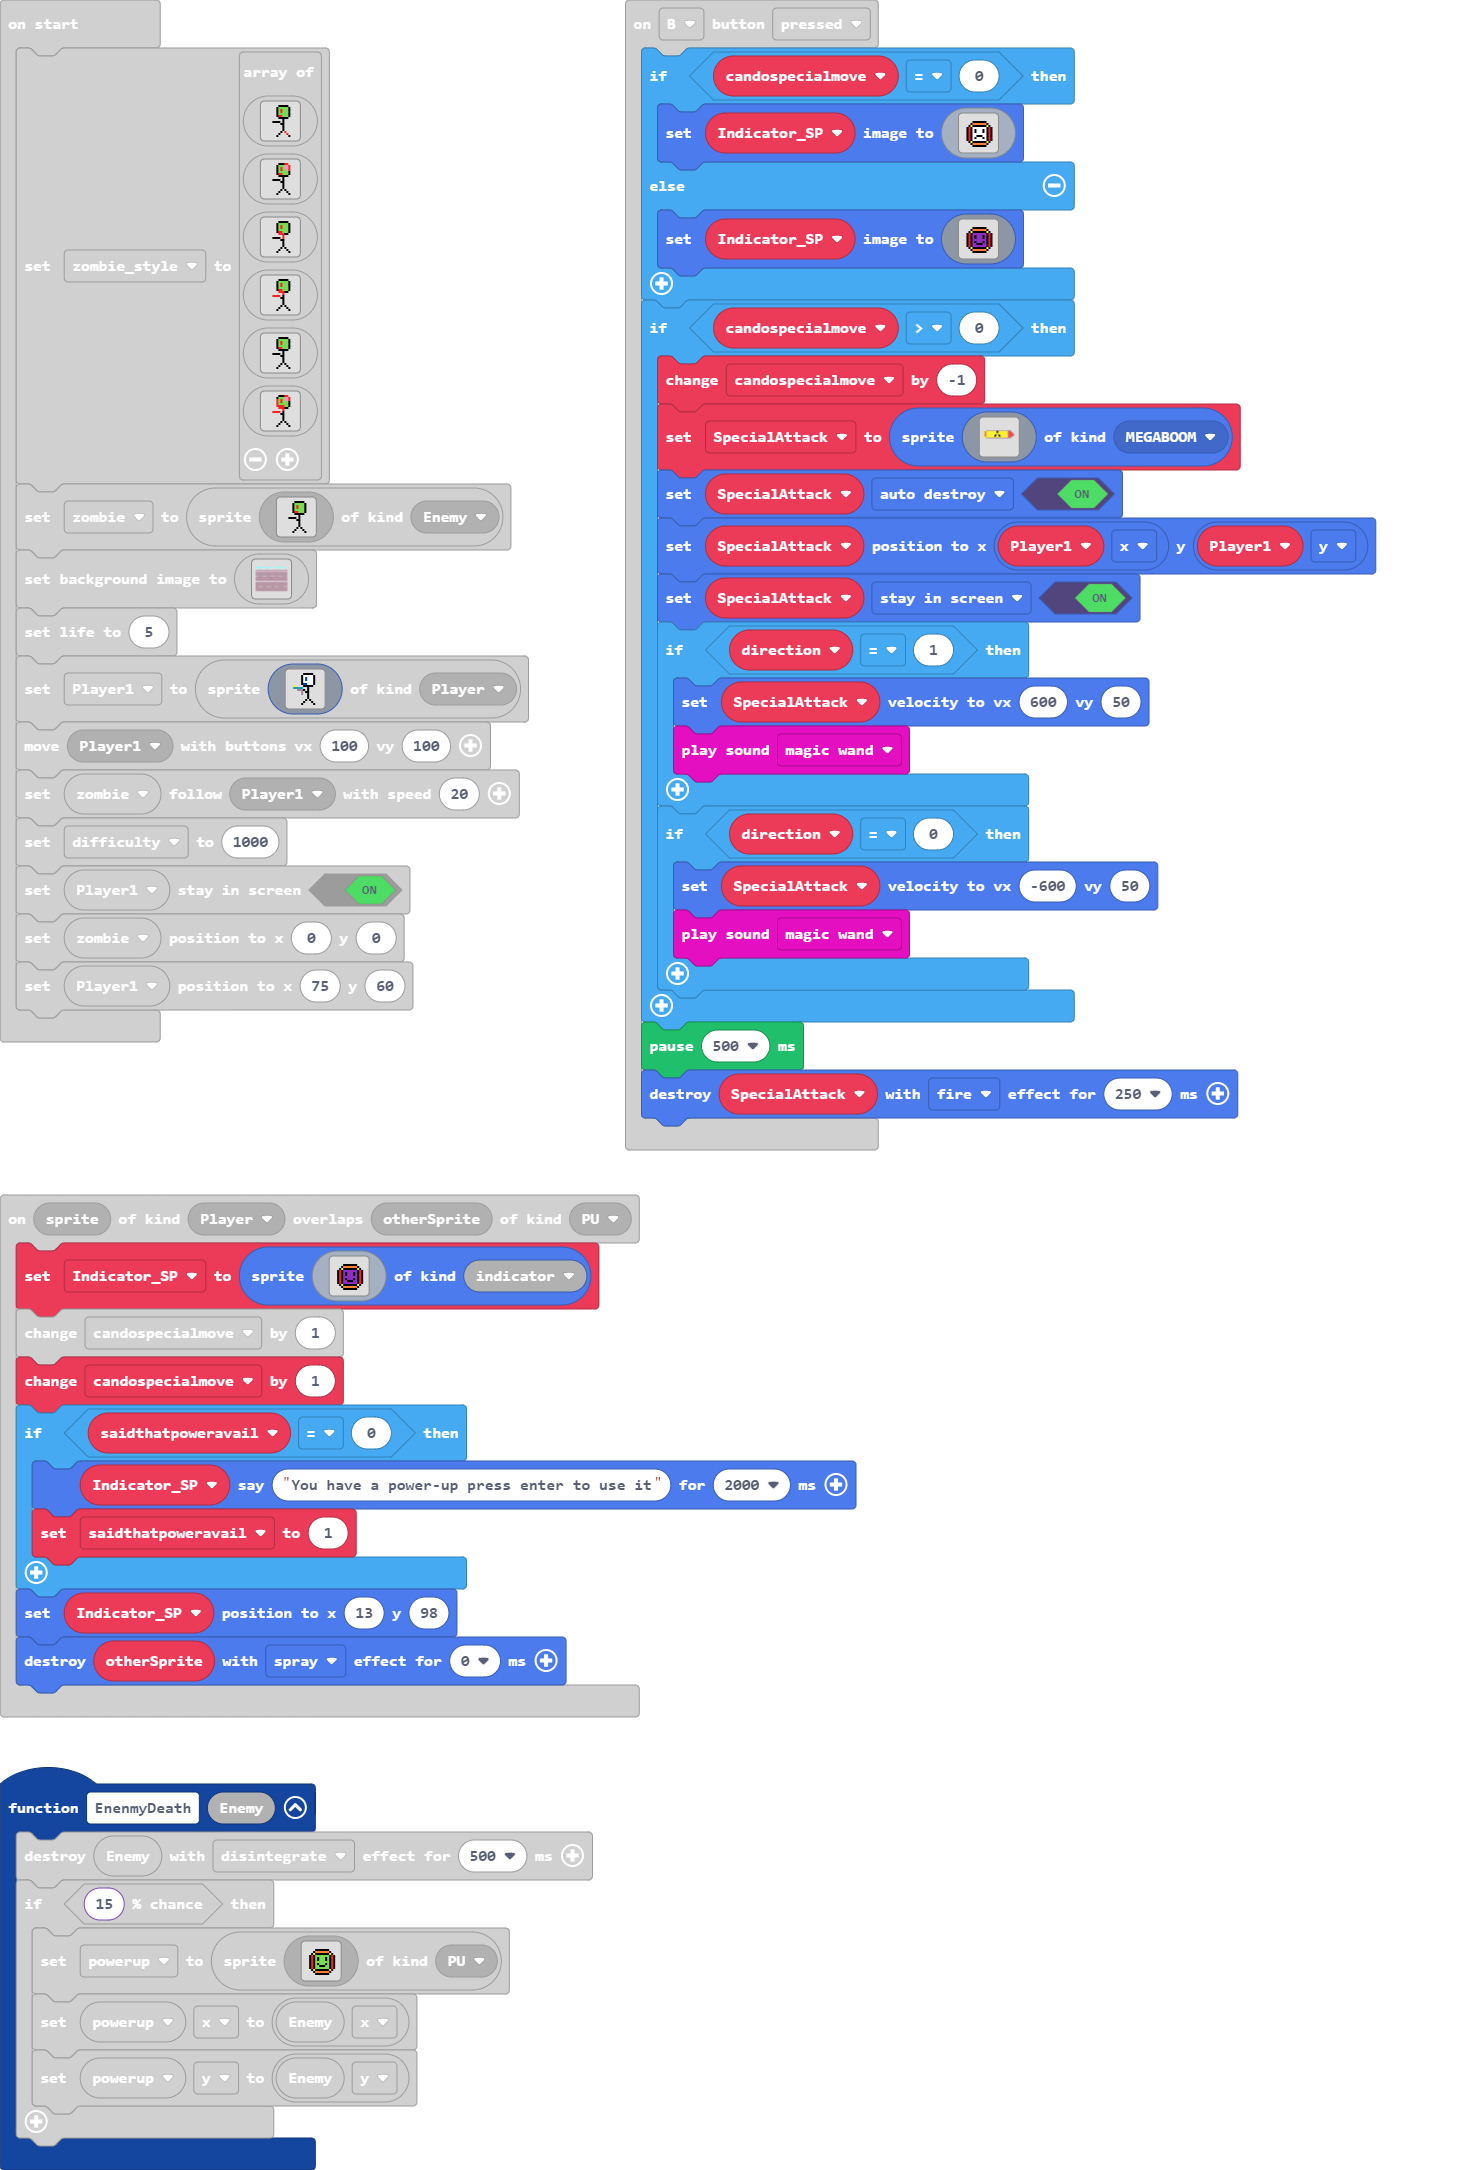 on start
array of
set zombie_style to
set zombie to sprite of kind Enemy
set background image to
set life to 5
set Player1 to sprite of kind Player
move Player1 with buttons vx 100 vy 100
set zombie follow Player1 with speed 20
set difficulty to 1000
set Player1 stay in screen ON
set zombie position to x 0 y 0
set Player1 position to x 75 y 60
on B button pressed
if candospecialmove = 0 then
set Indicator_SP image to
else
set Indicator_SP image to
if candospecialmove > 0 then
change candospecialmove by -1
set SpecialAttack to sprite of kind MEGABOOM
set SpecialAttack auto destroy ON
set SpecialAttack position to x Player1 x y Player1 y
set SpecialAttack stay in screen ON
if direction = 1 then
set SpecialAttack velocity to vx 600 vy 50
play sound magic wand
if direction = 0 then
set SpecialAttack velocity to vx -600 vy 50
play sound magic wand
pause 500 ms
destroy SpecialAttack with fire effect for 250 ms
on sprite of kind Player overlaps otherSprite of kind PU
set Indicator_SP to sprite of kind indicator
change candospecialmove by 1
change candospecialmove by 1
if saidthatpoweravail = 0 then
Indicator_SP say "You have a power-up press enter to use it" for 2000 ms
set saidthatpoweravail to 1
set Indicator_SP position to x 13 y 98
destroy otherSprite with spray effect for 0 ms
function EnenmyDeath Enemy
destroy Enemy with disintegrate effect for 500 ms
if 15 % chance then
set powerup to sprite of kind PU
set powerup x to Enemy x
set powerup y to Enemy y